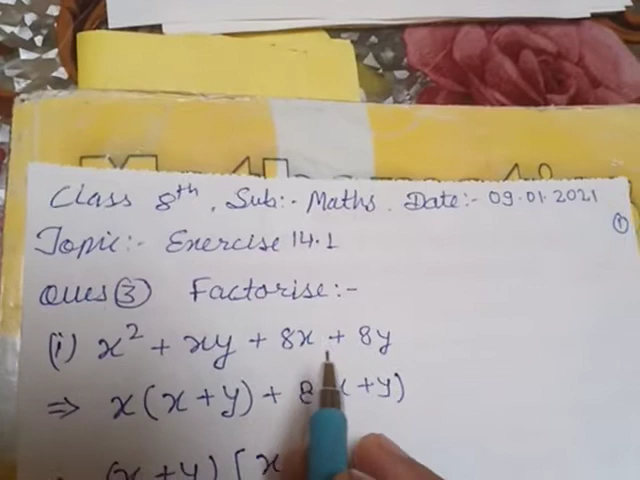 Class 8th, Sub:- Maths. Date:- 09.01.2021
①
Topic:- Exercise 14.1
Ques ③ Factorise:-
(i) x² + xy + 8x + 8y
⇒ x(x+y) + 8(x+y)
(x+y) [x